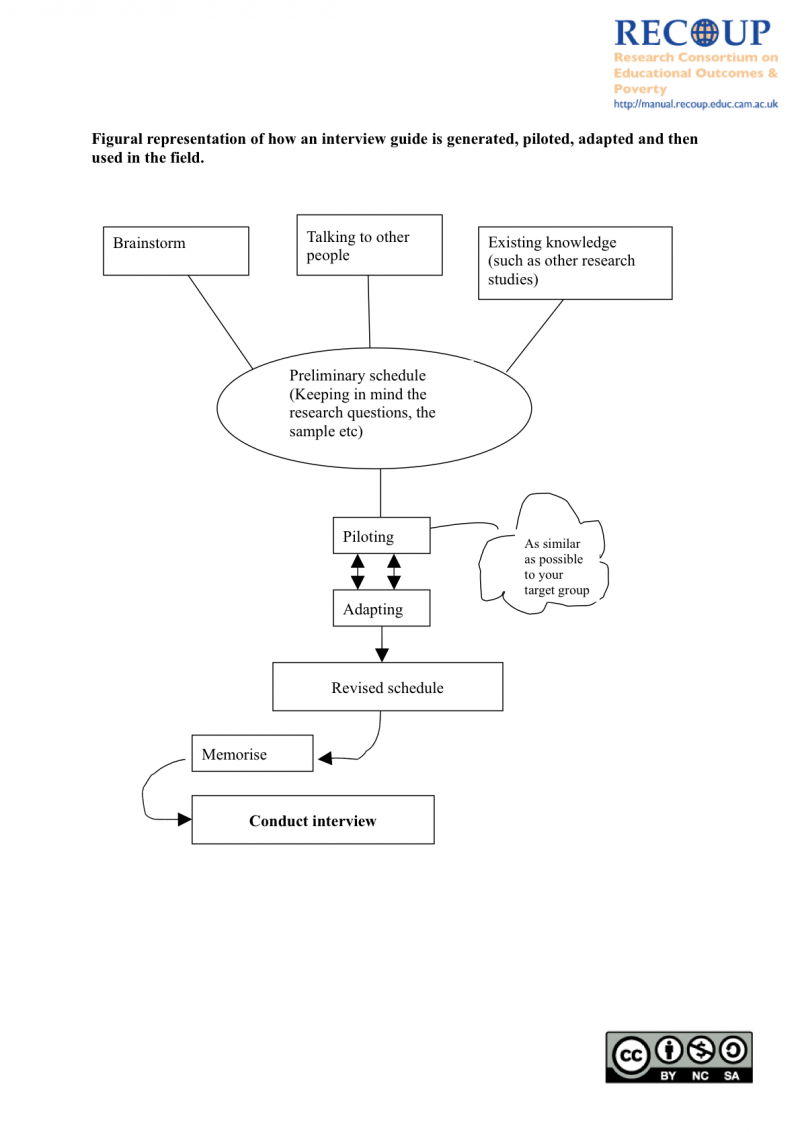 RECOUP
Research Consortium on
Educational Outcomes &
Poverty
http://manual.recoup.educ.cam.ac.uk
Figural representation of how an interview guide is generated, piloted, adapted and then
used in the field.
Brainstorm
Talking to other
people
Existing knowledge
(such as other research
studies)
Preliminary schedule
(Keeping in mind the
research questions, the
sample etc)
Piloting
As similar
as possible
to your
target group
Adapting
Revised schedule
Memorise
Conduct interview
cc
BY NC SA